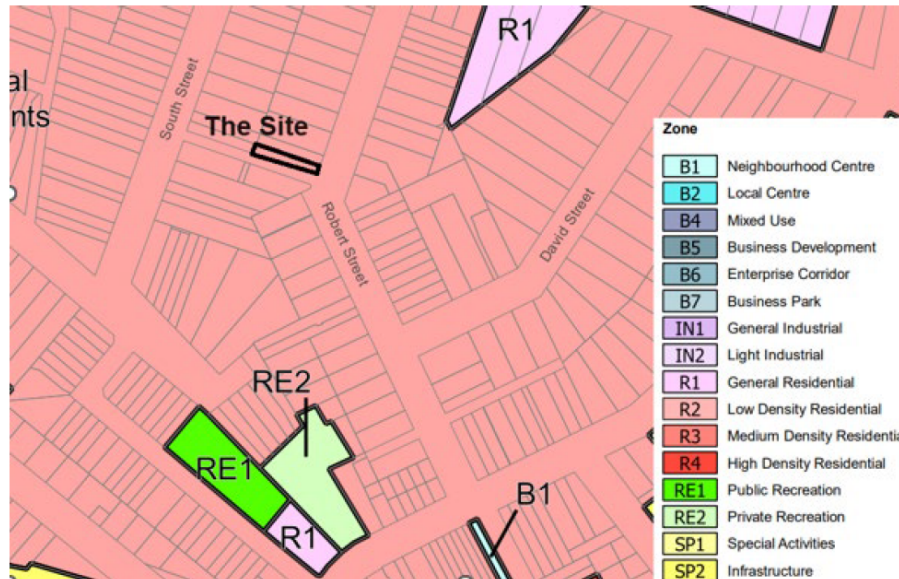 R1
al
nts
South Street
The Site
Robert Street
David Street
RE2
RE1
R1
B1
Zone
B1 Neighbourhood Centre
B2 Local Centre
B4 Mixed Use
B5 Business Development
B6 Enterprise Corridor
B7 Business Park
IN1 General Industrial
IN2 Light Industrial
R1 General Residential
R2 Low Density Residential
R3 Medium Density Residentia
R4 High Density Residential
RE1 Public Recreation
RE2 Private Recreation
SP1 Special Activities
SP2 Infrastructure